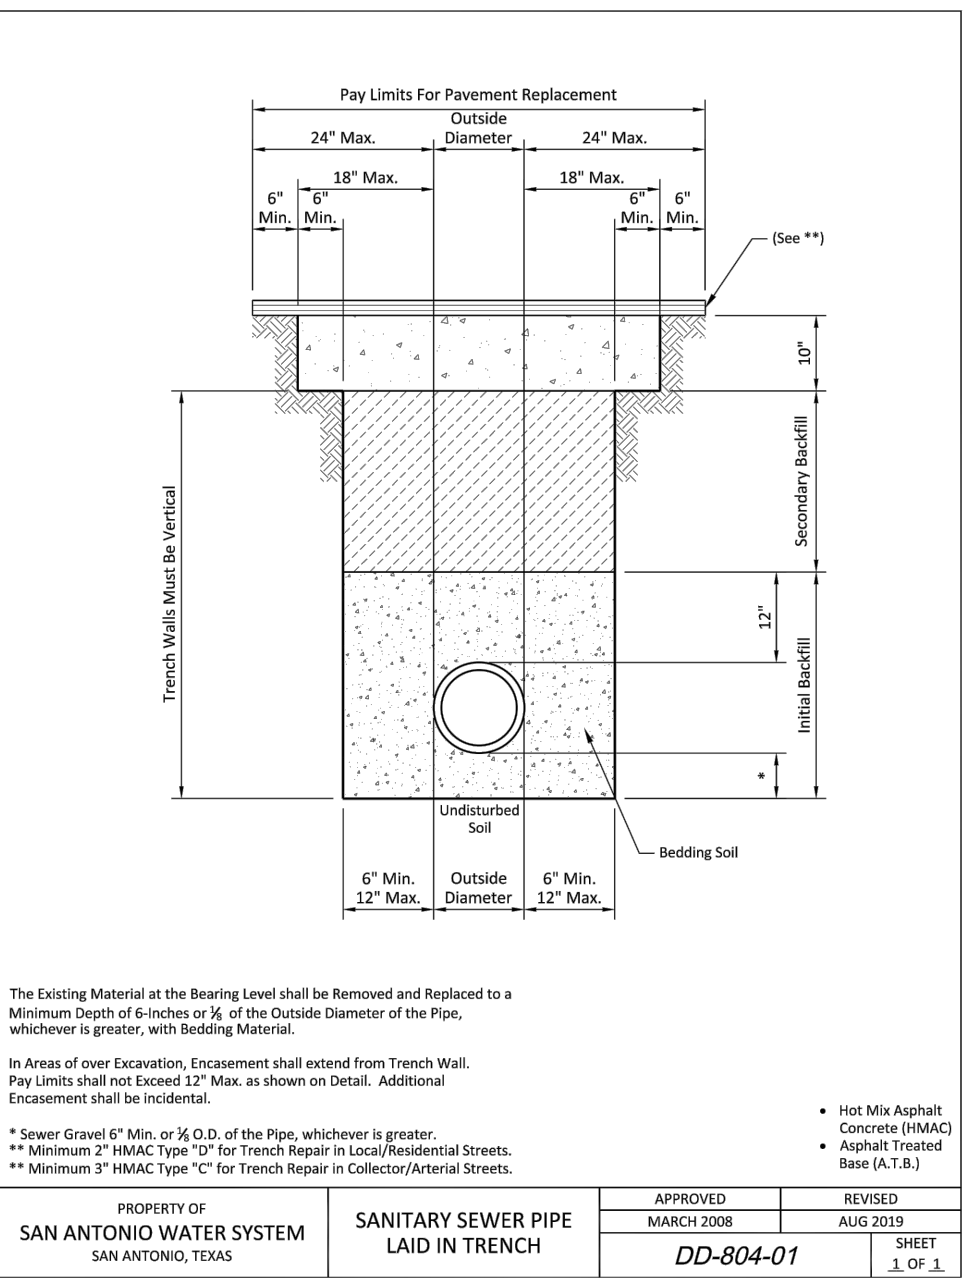 Pay Limits For Pavement Replacement
Outside
Diameter
24" Max.
24" Max.
18" Max.
18" Max.
6"
Min.
6"
Min.
6"
Min.
6"
Min.
(See **)
10"
Secondary Backfill
Trench Walls Must Be Vertical
12"
Initial Backfill
*
Undisturbed
Soil
Bedding Soil
6" Min.
12" Max.
Outside
Diameter
6" Min.
12" Max.
The Existing Material at the Bearing Level shall be Removed and Replaced to a
Minimum Depth of 6-Inches or ⅛ of the Outside Diameter of the Pipe,
whichever is greater, with Bedding Material.
In Areas of over Excavation, Encasement shall extend from Trench Wall.
Pay Limits shall not Exceed 12" Max. as shown on Detail. Additional
Encasement shall be incidental.
* Sewer Gravel 6" Min. or ⅛ O.D. of the Pipe, whichever is greater.
** Minimum 2" HMAC Type "D" for Trench Repair in Local/Residential Streets.
** Minimum 3" HMAC Type "C" for Trench Repair in Collector/Arterial Streets.
• Hot Mix Asphalt
Concrete (HMAC)
• Asphalt Treated
Base (A.T.B.)
PROPERTY OF
SAN ANTONIO WATER SYSTEM
SAN ANTONIO, TEXAS
SANITARY SEWER PIPE
LAID IN TRENCH
APPROVED
MARCH 2008
REVISED
AUG 2019
DD-804-01
SHEET
1 OF 1